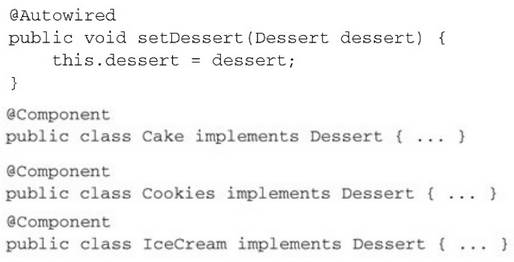 @Autowired
public void setDessert(Dessert dessert) {
    this.dessert = dessert;
}
@Component
public class Cake implements Dessert { ... }
@Component
public class Cookies implements Dessert { ... }
@Component
public class IceCream implements Dessert { ... }